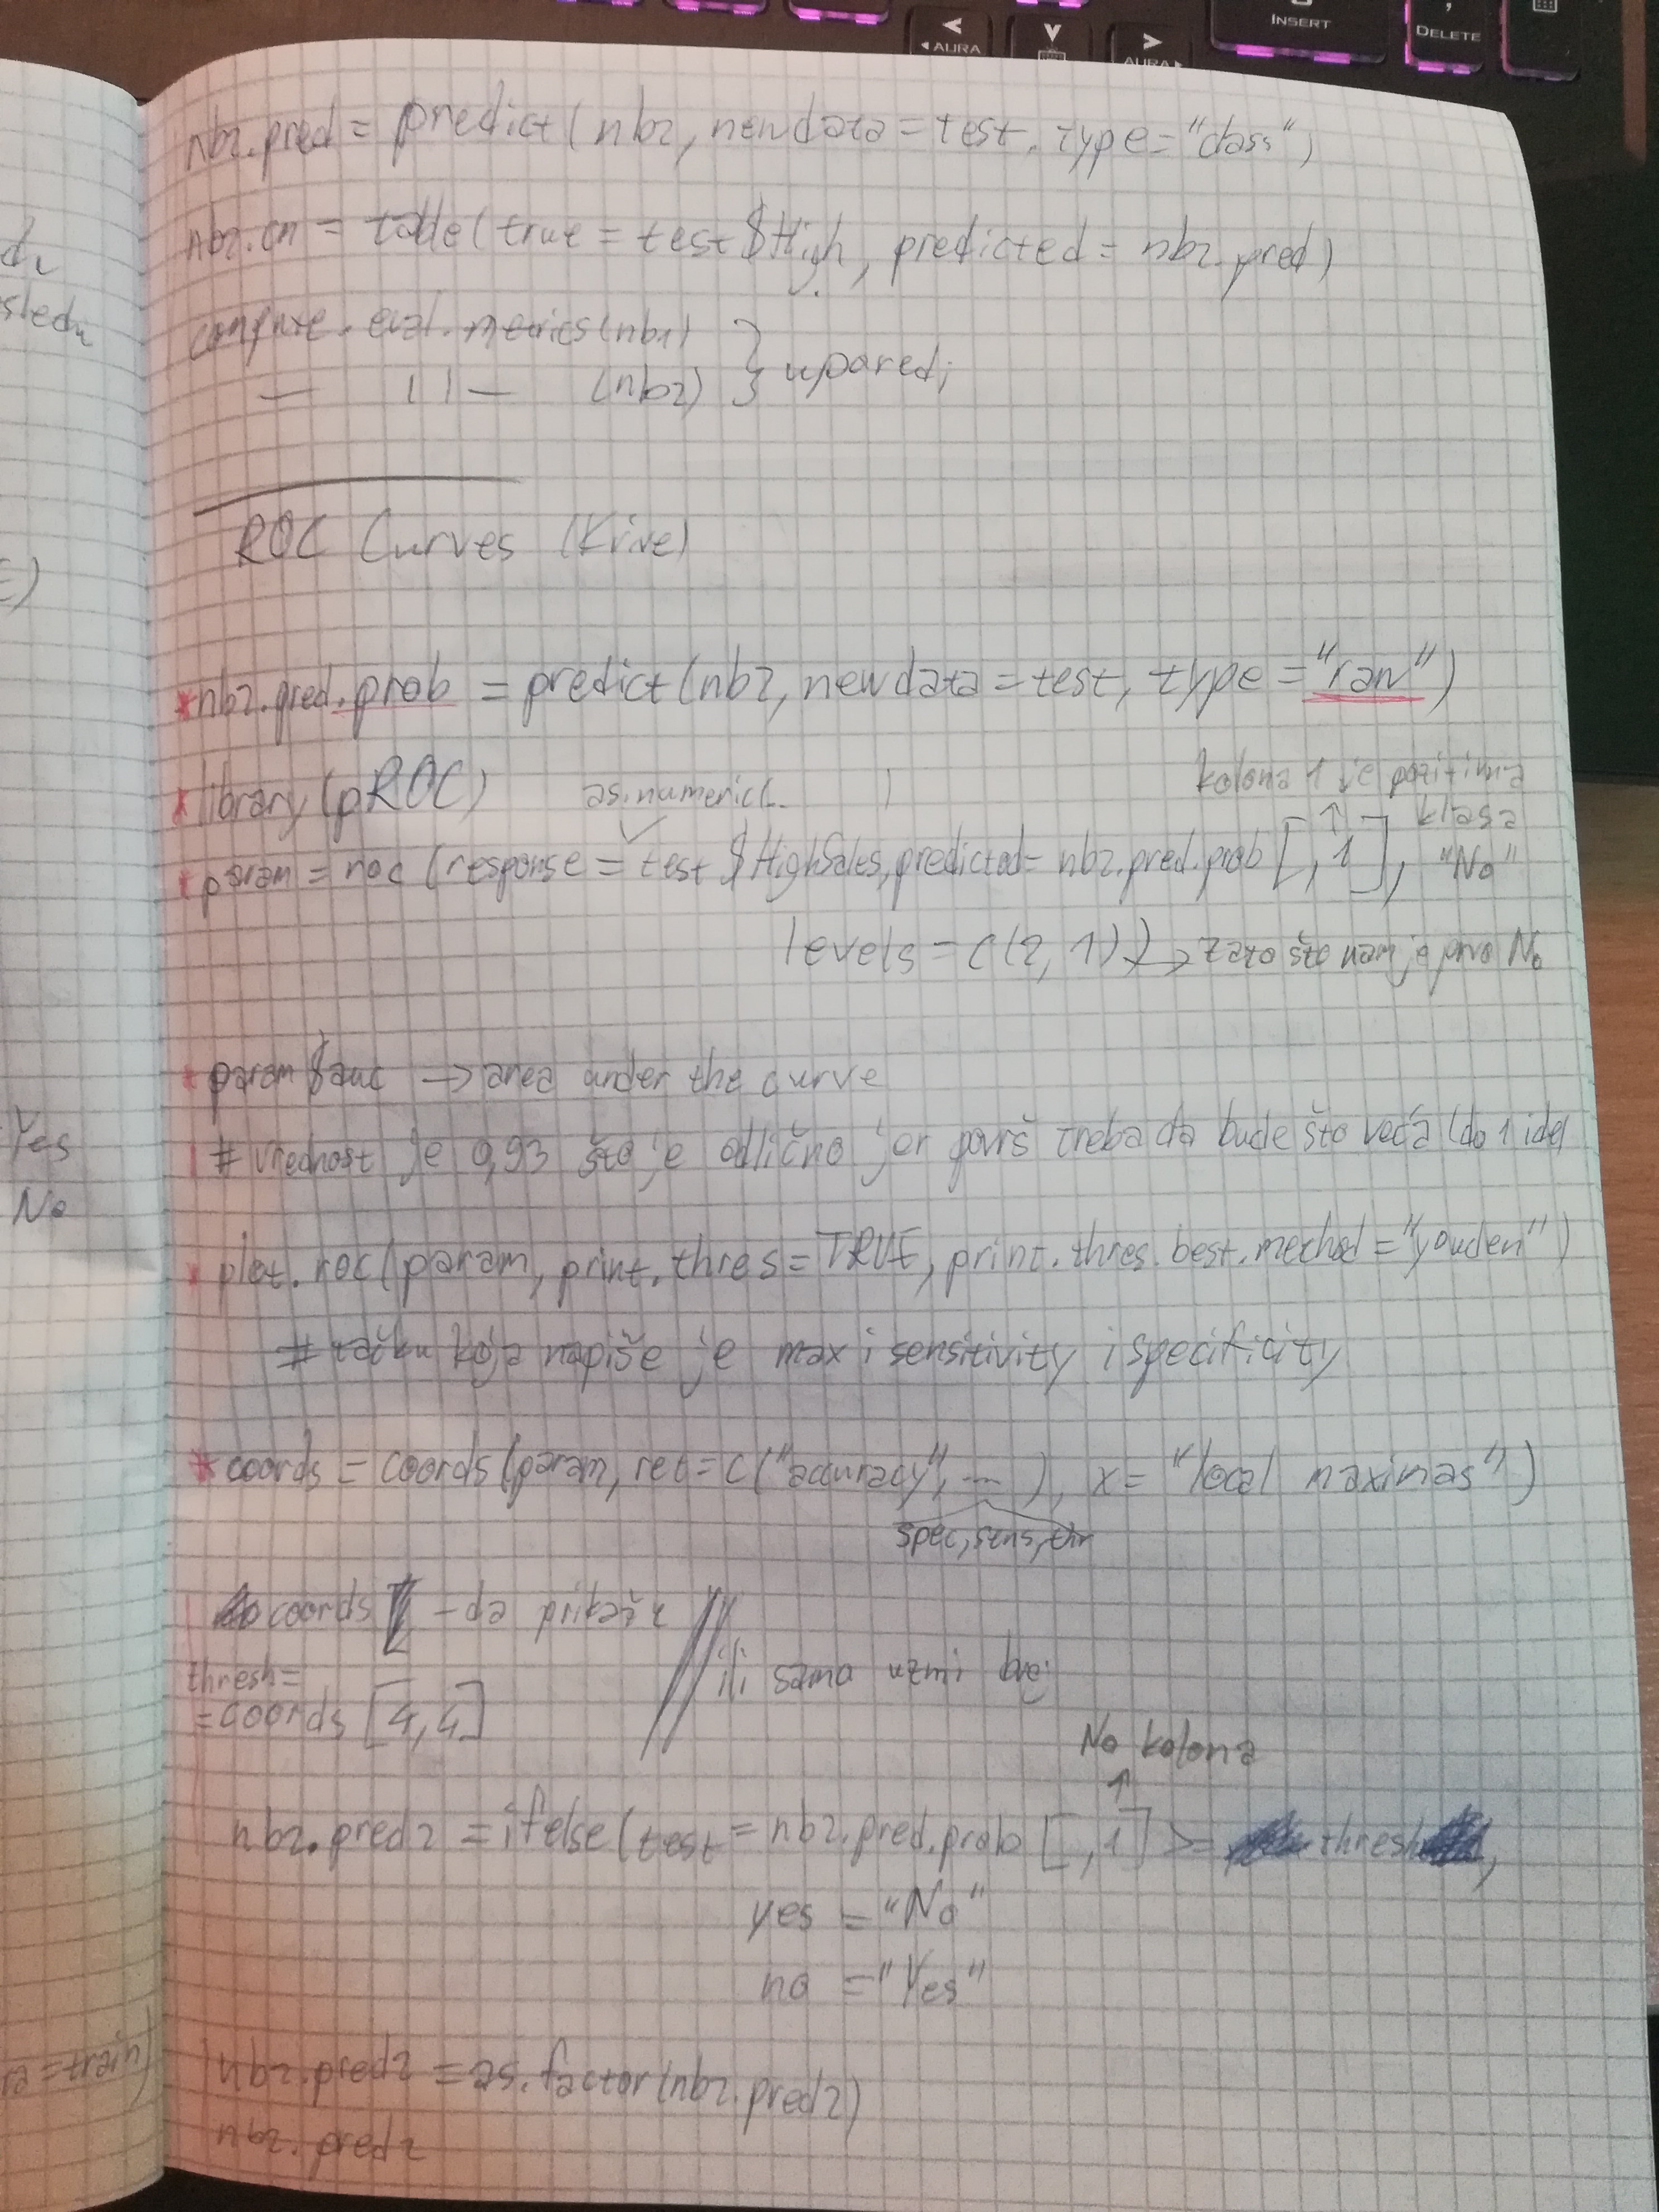 INSERT
DELETE
AURA
AURA
nb2.pred = predict(nb2, newdata = test, type = "class")
nb2.cm = table(true = test$High, predicted = nb2.pred)
compute.eval.metrics(nb1)
— 11 — (nb2) } uporedi
ROC Curves (Krive)
*nb2.pred.prob = predict(nb2, newdata = test, type = "raw")
kolona 1 je pozitivna
*library(pROC) as.numeric(
klasa
*param = roc (response = test $HighSales, predicted = nb2.pred.prob[,1], "No"
levels = c(2,1)) → zato što nam je prvo No
*param$auc → area under the curve
# vrednost je 0,93 što je odlično jer površ treba da bude što veća (do 1 ide)
*plot.roc(param, print.thres = TRUE, print.thres.best.method = "youden")
# tačku koja napiše je max i sensitivity i specificity
*coords = coords(param, ret = c("accuracy", ...), x = "local maximas")
spec, sens, thr
coords - da prikaže
thresh =
= coords [4,4]
ili sama uzmi
No kolona
nb2.pred2 = ifelse(test = nb2.pred.prob[,1] >= thresh,
yes = "No"
no = "Yes"
nb2.pred2 = as.factor(nb2.pred2)
nb2.pred2
sledu
Yes
No
= train)